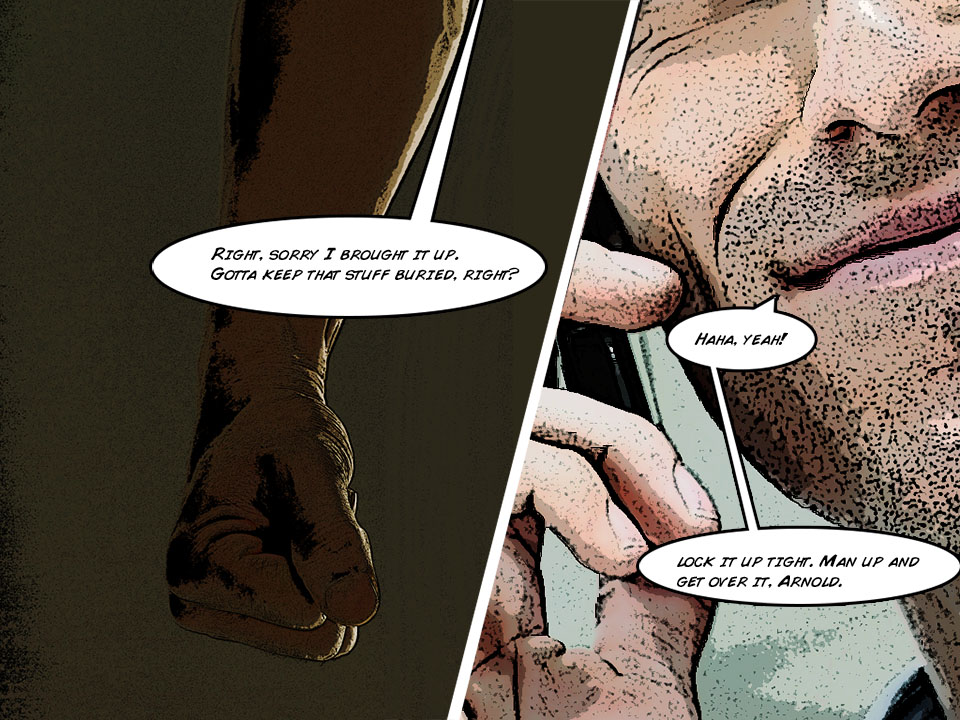 Right, sorry I brought it up.
Gotta keep that stuff buried, right?
Haha, yeah!
lock it up tight. Man up and
get over it, Arnold.